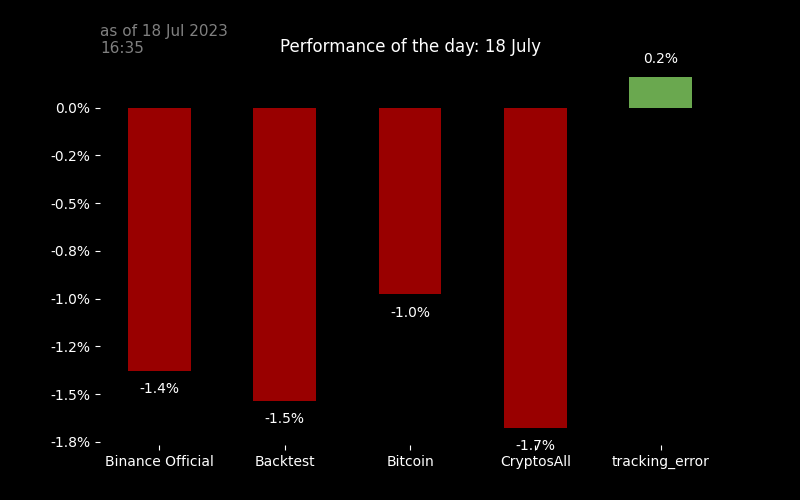 as of 18 Jul 2023
16:35
Performance of the day: 18 July
0.2%
0.0%
-0.2%
-0.5%
-0.8%
-1.0%
-1.2%
-1.5%
-1.8%
-1.4%
-1.5%
-1.0%
-1.7%
Binance Official
Backtest
Bitcoin
CryptosAll
tracking_error